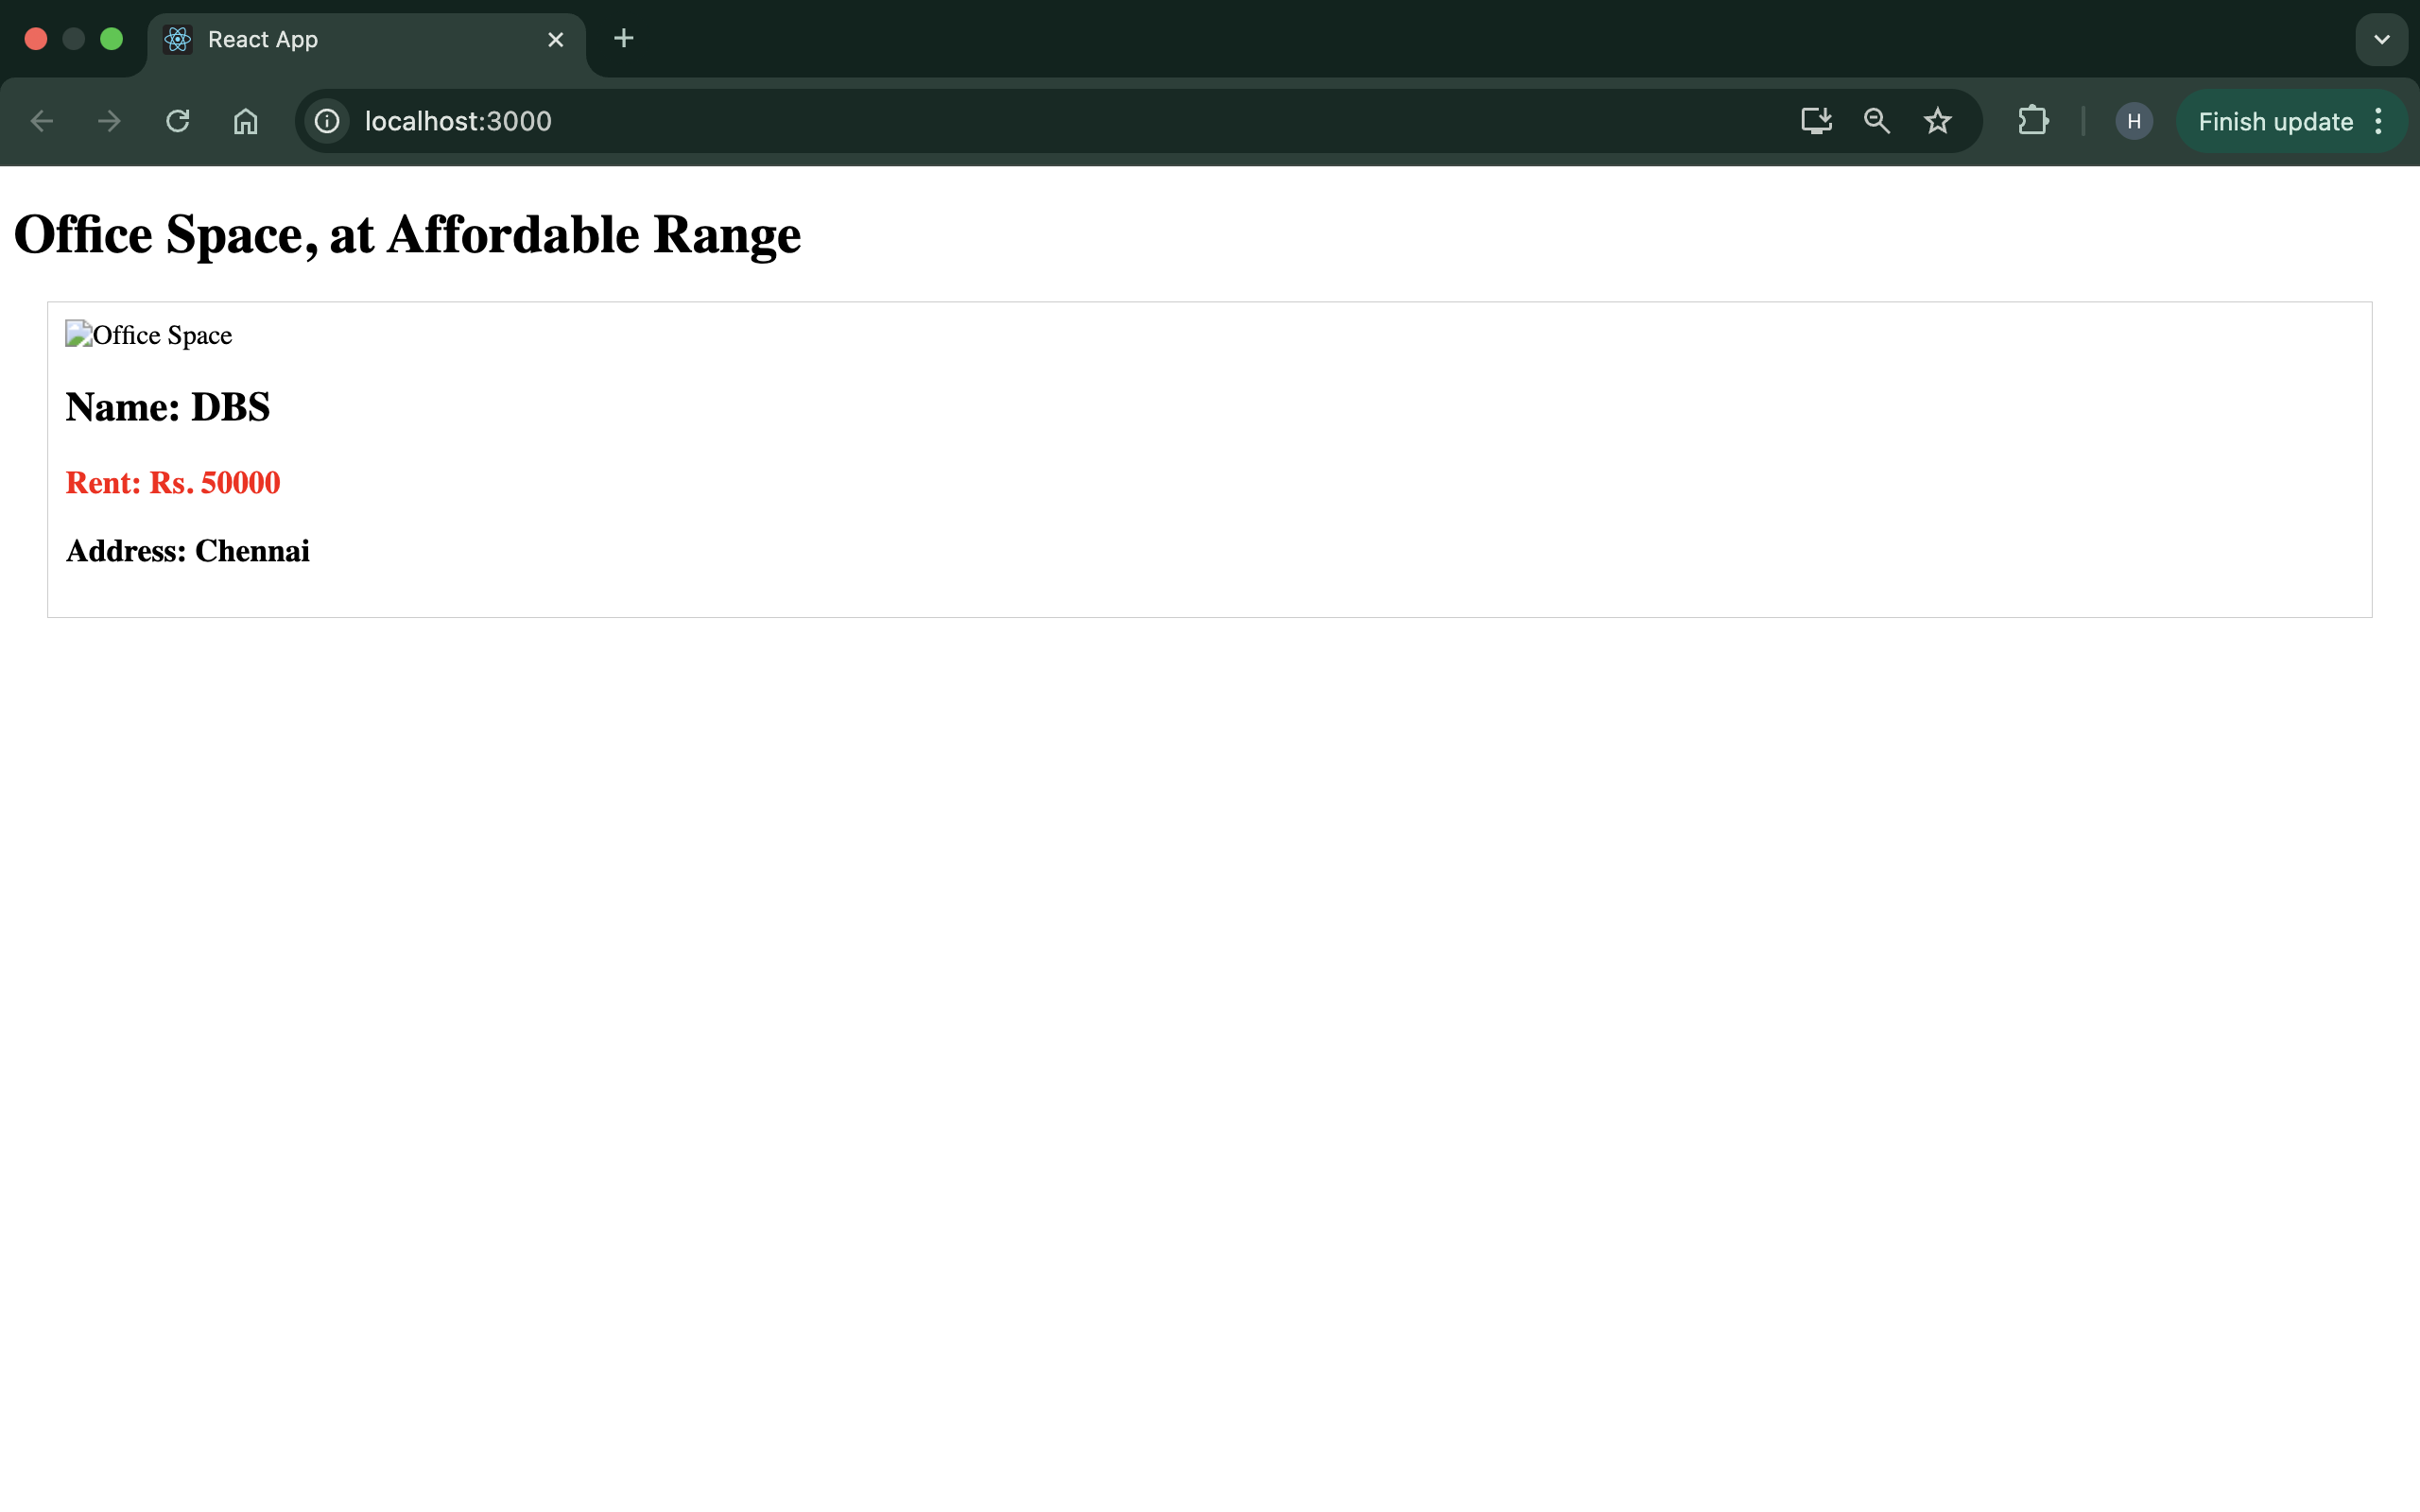 React App
localhost:3000
H
Finish update
Office Space, at Affordable Range
Office Space
Name: DBS
Rent: Rs. 50000
Address: Chennai